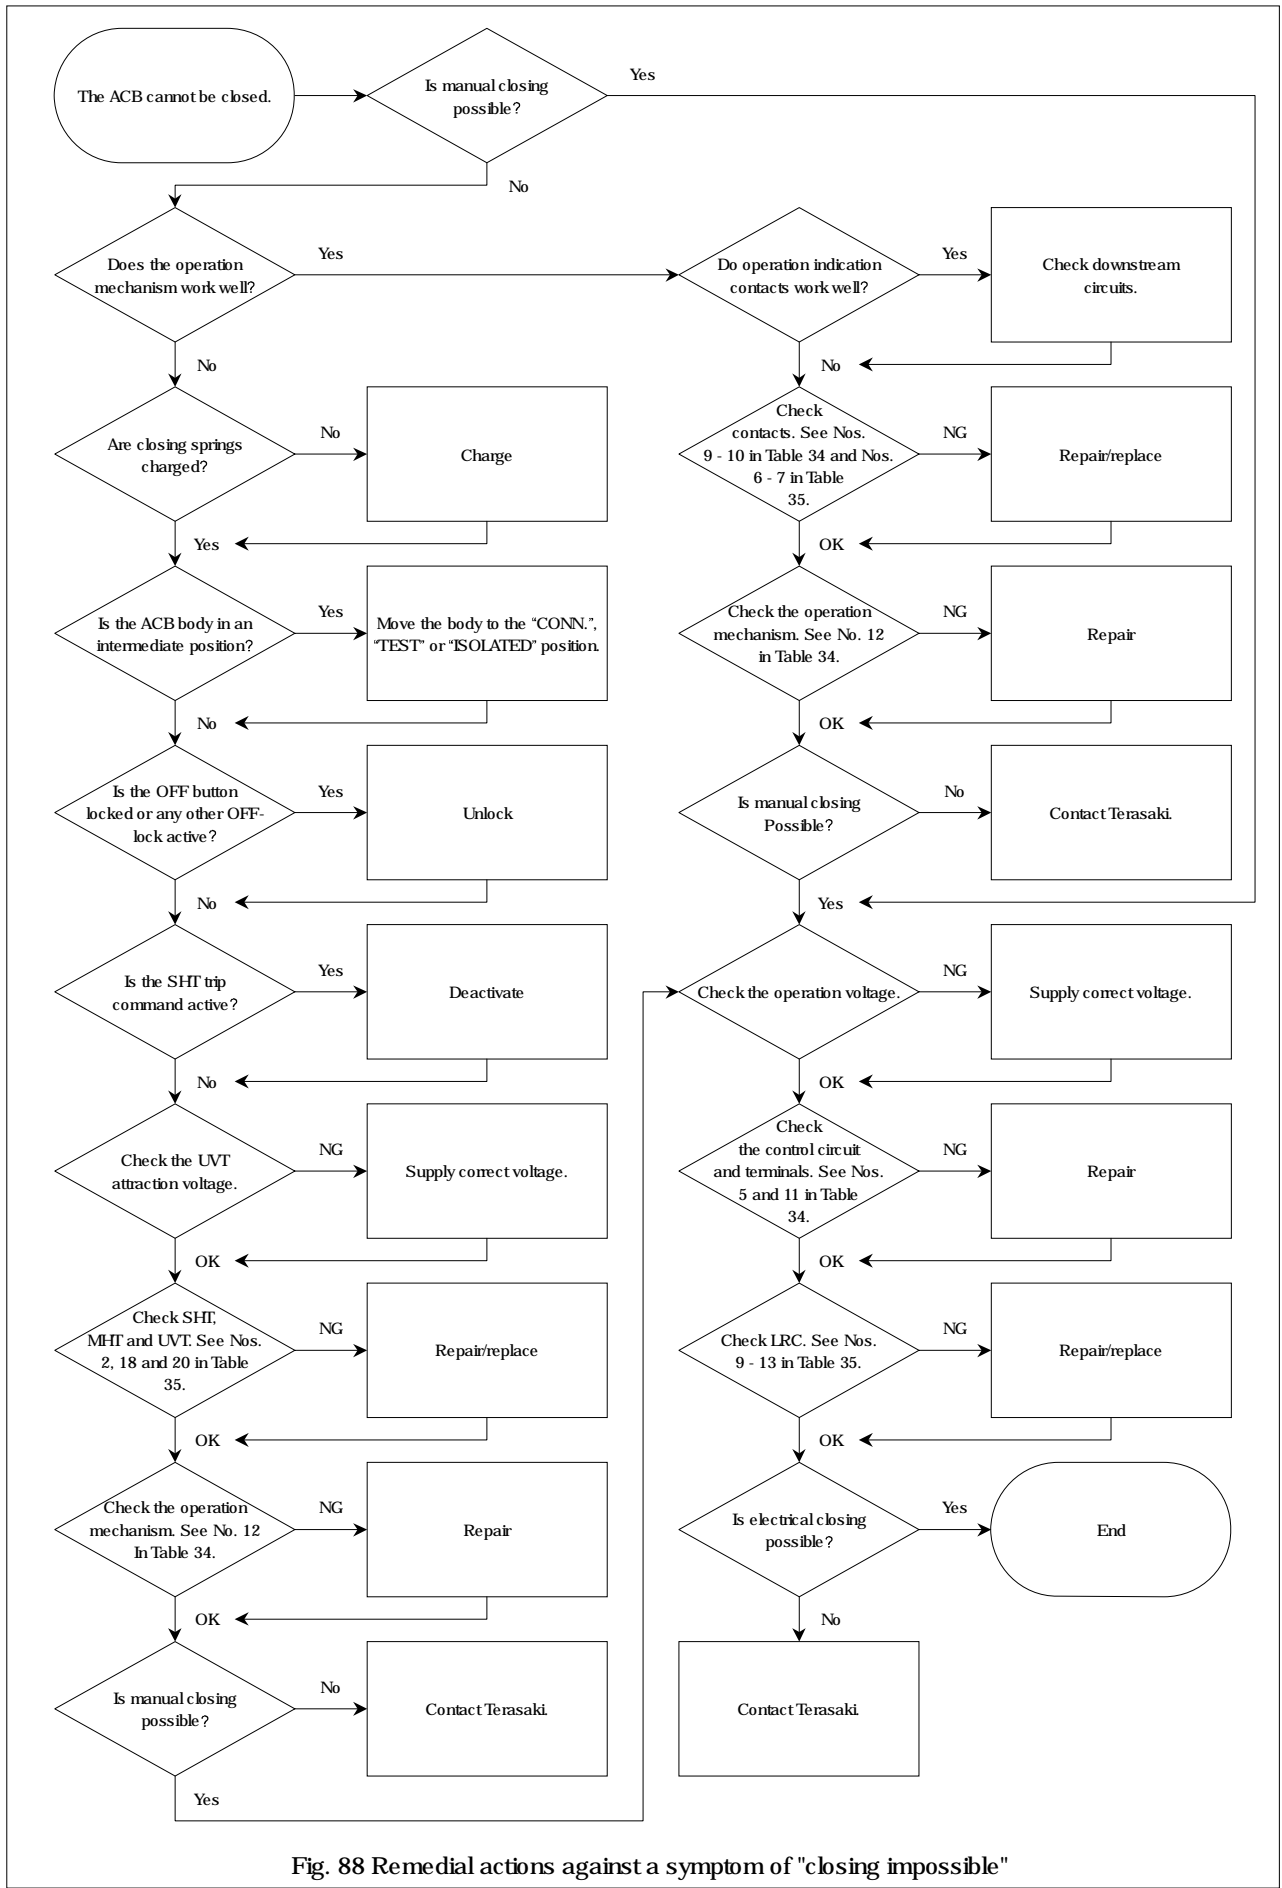 The ACB cannot be closed.
Is manual closing
possible?
Yes
No
Does the operation
mechanism work well?
Yes
No
Are closing springs
charged?
No
Charge
Yes
Is the ACB body in an
intermediate position?
Yes
Move the body to the “CONN.”,
“TEST” or “ISOLATED” position.
No
Is the OFF button
locked or any other OFF-
lock active?
Yes
Unlock
No
Is the SHT trip
command active?
Yes
Deactivate
No
Check the UVT
attraction voltage.
NG
Supply correct voltage.
OK
Check SHT,
MHT and UVT. See Nos.
2, 18 and 20 in Table
35.
NG
Repair/replace
OK
Check the operation
mechanism. See No. 12
In Table 34.
NG
Repair
OK
Is manual closing
possible?
No
Contact Terasaki.
Yes
Do operation indication
contacts work well?
Yes
Check downstream
circuits.
No
Check
contacts. See Nos.
9 - 10 in Table 34 and Nos.
6 - 7 in Table
35.
NG
Repair/replace
OK
Check the operation
mechanism. See No. 12
in Table 34.
NG
Repair
OK
Is manual closing
Possible?
No
Contact Terasaki.
Yes
Check the operation voltage.
NG
Supply correct voltage.
OK
Check
the control circuit
and terminals. See Nos.
5 and 11 in Table
34.
NG
Repair
OK
Check LRC. See Nos.
9 - 13 in Table 35.
NG
Repair/replace
OK
Is electrical closing
possible?
Yes
End
No
Contact Terasaki.
Fig. 88 Remedial actions against a symptom of "closing impossible"